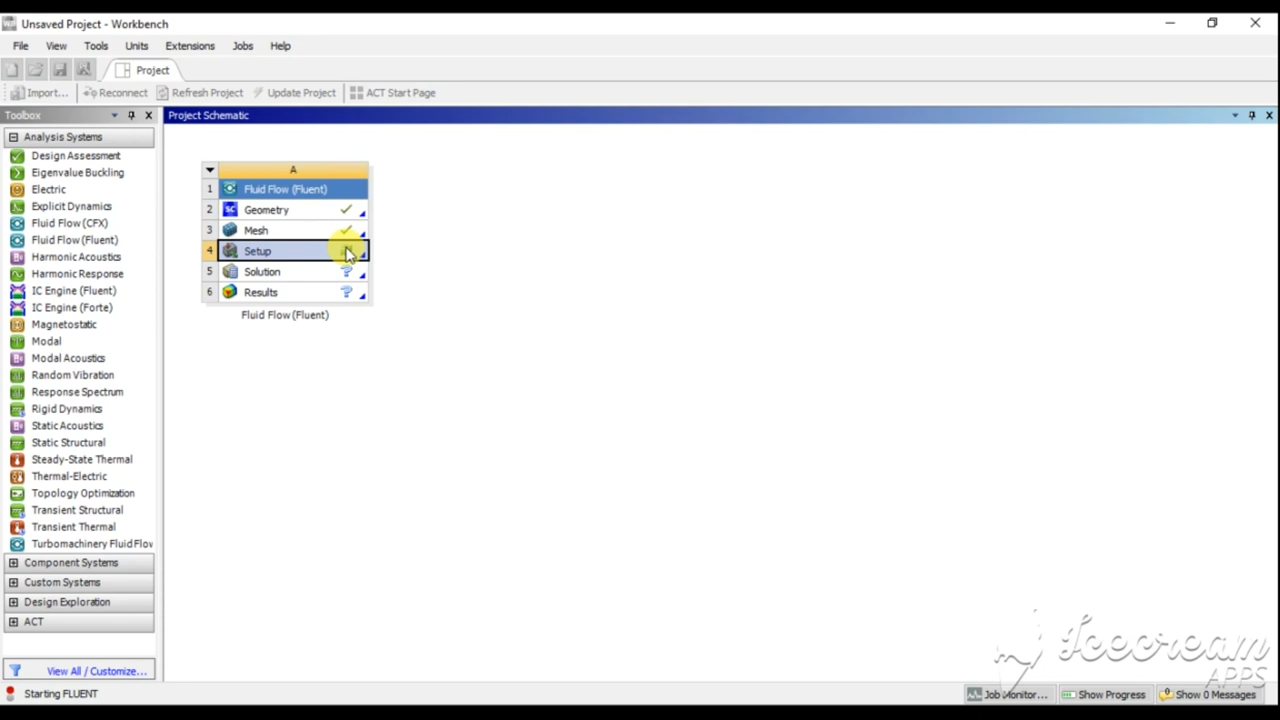 Unsaved Project - Workbench
File View Tools Units Extensions Jobs Help
Project
Import... Reconnect Refresh Project Update Project ACT Start Page
Toolbox
Project Schematic
Analysis Systems
Design Assessment
Eigenvalue Buckling
Electric
Explicit Dynamics
Fluid Flow (CFX)
Fluid Flow (Fluent)
Harmonic Acoustics
Harmonic Response
IC Engine (Fluent)
IC Engine (Forte)
Magnetostatic
Modal
Modal Acoustics
Random Vibration
Response Spectrum
Rigid Dynamics
Static Acoustics
Static Structural
Steady-State Thermal
Thermal-Electric
Topology Optimization
Transient Structural
Transient Thermal
Turbomachinery Fluid Flow
Component Systems
Custom Systems
Design Exploration
ACT
View All / Customize...
A
1 Fluid Flow (Fluent)
2 Geometry
3 Mesh
4 Setup
5 Solution ?
6 Results ?
Fluid Flow (Fluent)
Icecream
APPS
Starting FLUENT
Job Monitor... Show Progress Show 0 Messages